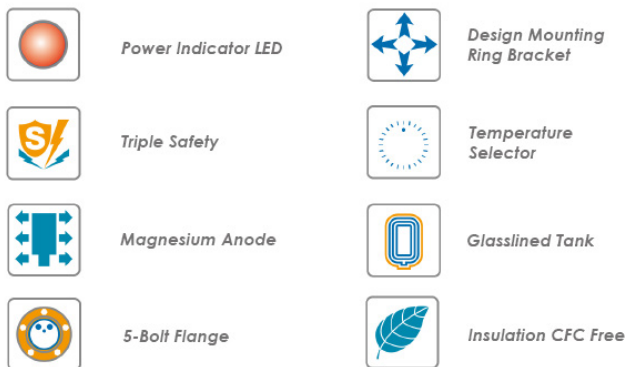 Power Indicator LED
Design Mounting
Ring Bracket
S
Triple Safety
Temperature
Selector
Magnesium Anode
Glasslined Tank
5-Bolt Flange
Insulation CFC Free